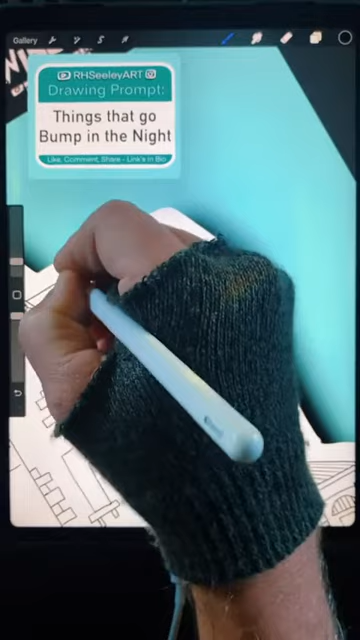 Gallery
RHSeeleyART
Drawing Prompt:
Things that go
Bump in the Night
Like, Comment, Share - Link's in Bio